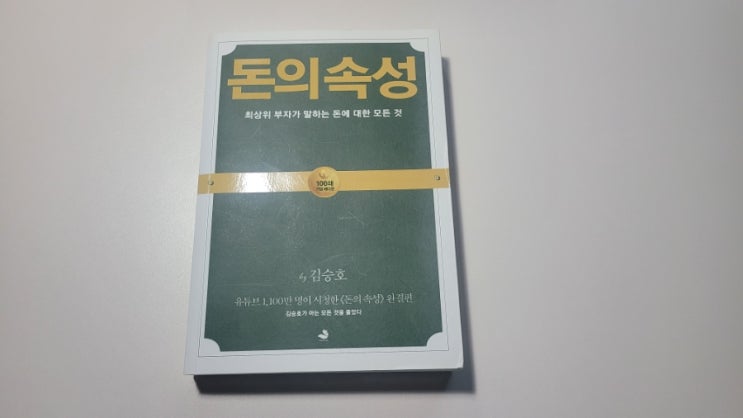 돈의 속성
최상위 부자가 말하는 돈에 대한 모든 것
100쇄
by 김승호
유튜브 1,100만 명이 시청한 〈돈의 속성〉 완결편
김승호가 아는 모든 것을 풀었다